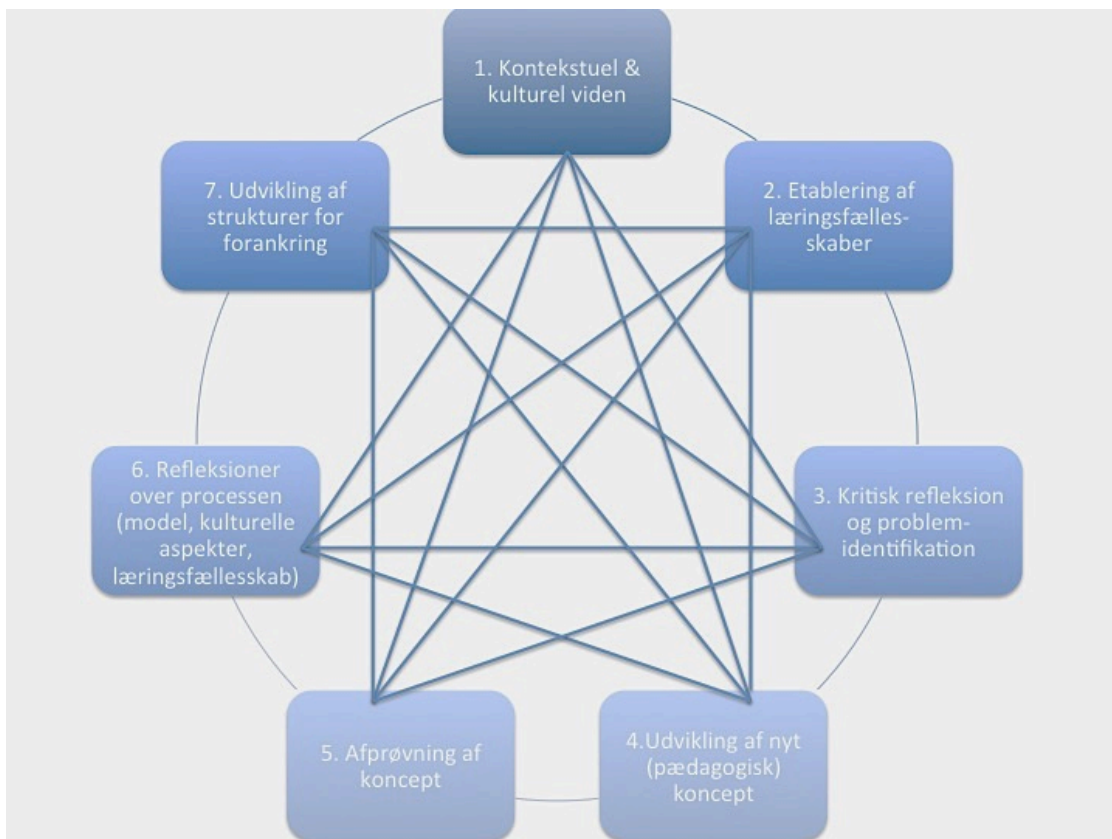 1. Kontekstuel &
kulturel viden
2. Etablering af
læringsfælles-
skaber
3. Kritisk refleksion
og problem-
identifikation
4.Udvikling af nyt
(pædagogisk)
koncept
5. Afprøvning af
koncept
6. Refleksioner
over processen
(model, kulturelle
aspekter,
læringsfællesskab)
7. Udvikling af
strukturer for
forankring